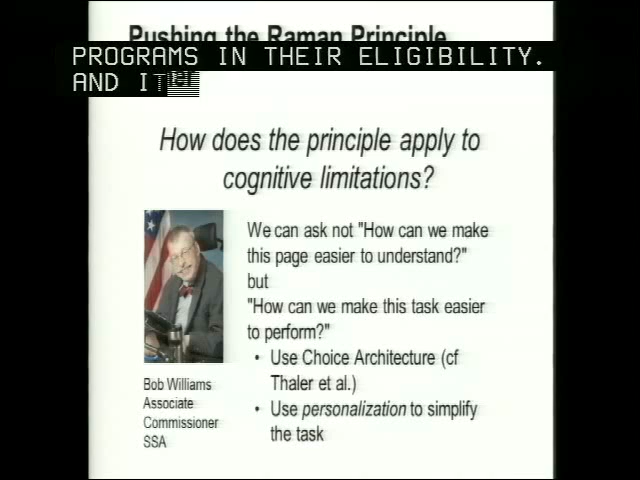 Pushing the Raman Principle
PROGRAMS IN THEIR ELIGIBILITY.
AND IT
How does the principle apply to
cognitive limitations?
We can ask not "How can we make
this page easier to understand?"
but
"How can we make this task easier
to perform?"
• Use Choice Architecture (cf
Thaler et al.)
• Use personalization to simplify
the task
Bob Williams
Associate
Commissioner
SSA